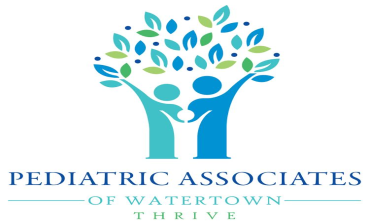 PEDIATRIC ASSOCIATES
OF WATERTOWN
THRIVE